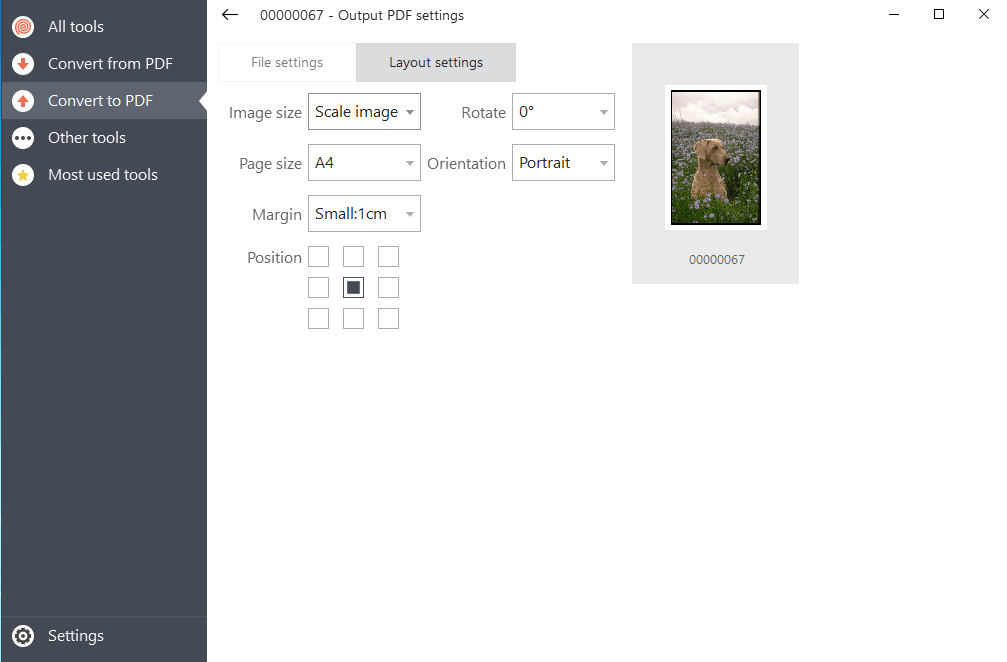 00000067 - Output PDF settings
All tools
Convert from PDF
Convert to PDF
Other tools
Most used tools
Settings
File settings
Layout settings
Image size Scale image Rotate 0°
Page size A4 Orientation Portrait
Margin Small:1cm
Position
00000067